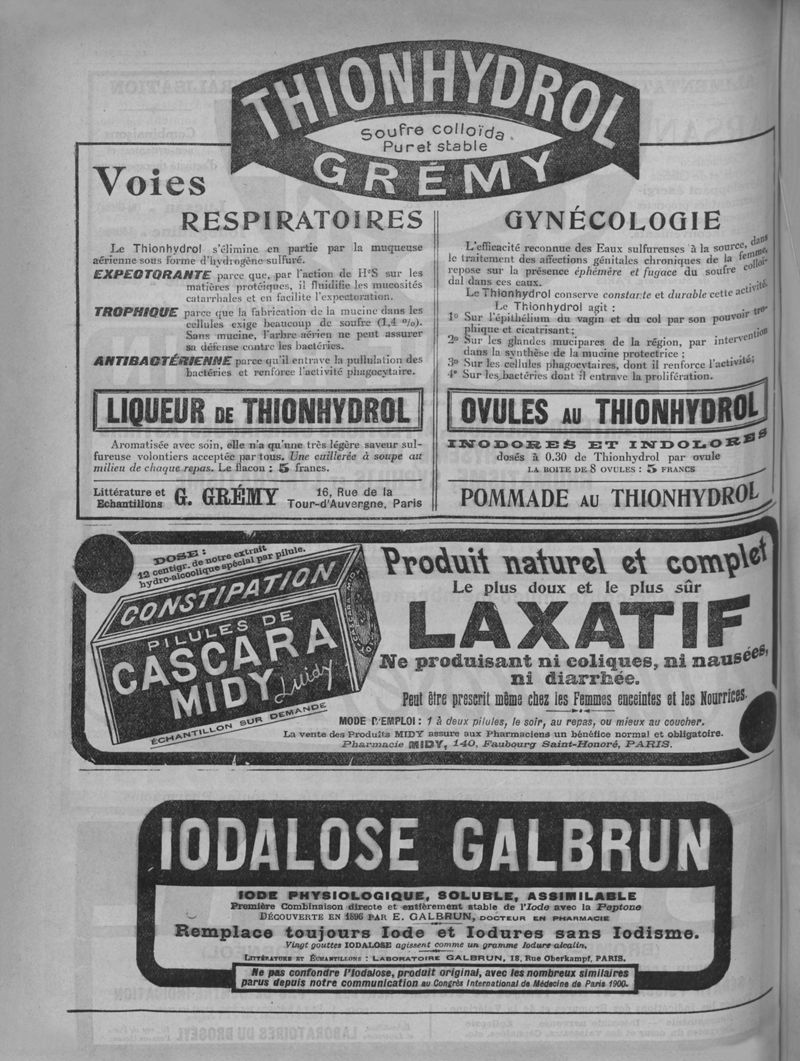 THIONHYDROL
Soufre colloïda
Pur et stable
GRÉMY
Voies
RESPIRATOIRES
Le Thionhydrol s'élimine en partie par la muqueuse
aérienne sous forme d'hydrogène sulfuré.
EXPECTORANTE parce que, par l'action de H²S sur les
matières protéiques, il fluidifie les mucosités
catarrhales et en facilite l'expectoration.
TROPHIQUE parce que la fabrication de la mucine dans les
cellules exige beaucoup de soufre (1,4 %).
Sans mucine, l'arbre aérien ne peut assurer
sa défense contre les bactéries.
ANTIBACTÉRIENNE parce qu'il entrave la pullulation des
bactéries et renforce l'activité phagocytaire.
LIQUEUR DE THIONHYDROL
Aromatisée avec soin, elle n'a qu'une très légère saveur sul-
fureuse volontiers acceptée par tous. Une cuillerée à soupe au
milieu de chaque repas. Le flacon : 5 francs.
Littérature et
Echantillons
G. GRÉMY
16, Rue de la
Tour-d'Auvergne, Paris
GYNÉCOLOGIE
L'efficacité reconnue des Eaux sulfureuses à la source, dans
le traitement des affections génitales chroniques de la femme,
repose sur la présence éphémère et fugace du soufre colloï-
dal dans ces eaux.
Le Thionhydrol conserve constante et durable cette activité.
Le Thionhydrol agit :
1º Sur l'épithélium du vagin et du col par son pouvoir tro-
phique et cicatrisant ;
2º Sur les glandes mucipares de la région, par intervention
dans la synthèse de la mucine protectrice ;
3º Sur les cellules phagocytaires, dont il renforce l'activité ;
4º Sur les bactéries dont il entrave la prolifération.
OVULES AU THIONHYDROL
INODORES ET INDOLORES
dosés à 0.30 de Thionhydrol par ovule
LA BOITE DE 8 OVULES : 5 FRANCS
POMMADE AU THIONHYDROL
DOSE :
12 centigr. de notre extrait
hydro-alcoolique spécial par pilule.
CONSTIPATION
PILULES DE
CASCARA
MIDY
Midy
CASCARA MIDY
ÉCHANTILLON SUR DEMANDE
Produit naturel et complet
Le plus doux et le plus sûr
LAXATIF
Ne produisant ni coliques, ni nausées,
ni diarrhée.
Peut être prescrit même chez les Femmes enceintes et les Nourrices.
MODE D'EMPLOI : 1 à deux pilules, le soir, au repas, ou mieux au coucher.
La vente des Produits MIDY assure aux Pharmaciens un bénéfice normal et obligatoire.
Pharmacie MIDY, 140, Faubourg Saint-Honoré, PARIS.
IODALOSE GALBRUN
IODE PHYSIOLOGIQUE, SOLUBLE, ASSIMILABLE
Première Combinaison directe et entièrement stable de l'Iode avec la Peptone
DÉCOUVERTE EN 1896 PAR E. GALBRUN, DOCTEUR EN PHARMACIE
Remplace toujours Iode et Iodures sans Iodisme.
Vingt gouttes IODALOSE agissent comme un gramme Iodure alcalin.
LITTÉRATURE ET ÉCHANTILLONS : LABORATOIRE GALBRUN, 18, Rue Oberkampf, PARIS.
Ne pas confondre l'Iodalose, produit original, avec les nombreux similaires
parus depuis notre communication au Congrès International de Médecine de Paris 1900.